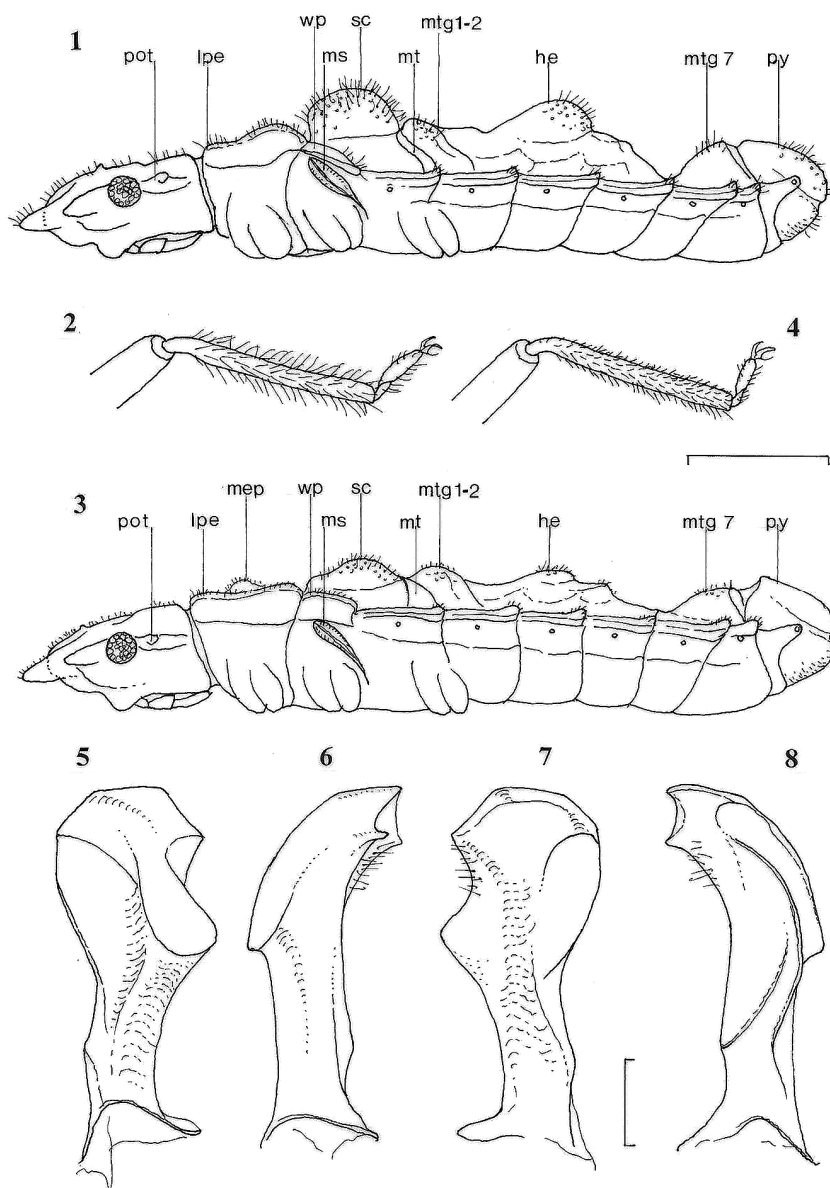 1
wp sc
pot lpe ms mt mtg1-2 he mtg 7 py
2 4
3
mep wp sc mtg1-2
pot lpe ms mt he mtg 7 py
5 6 7 8